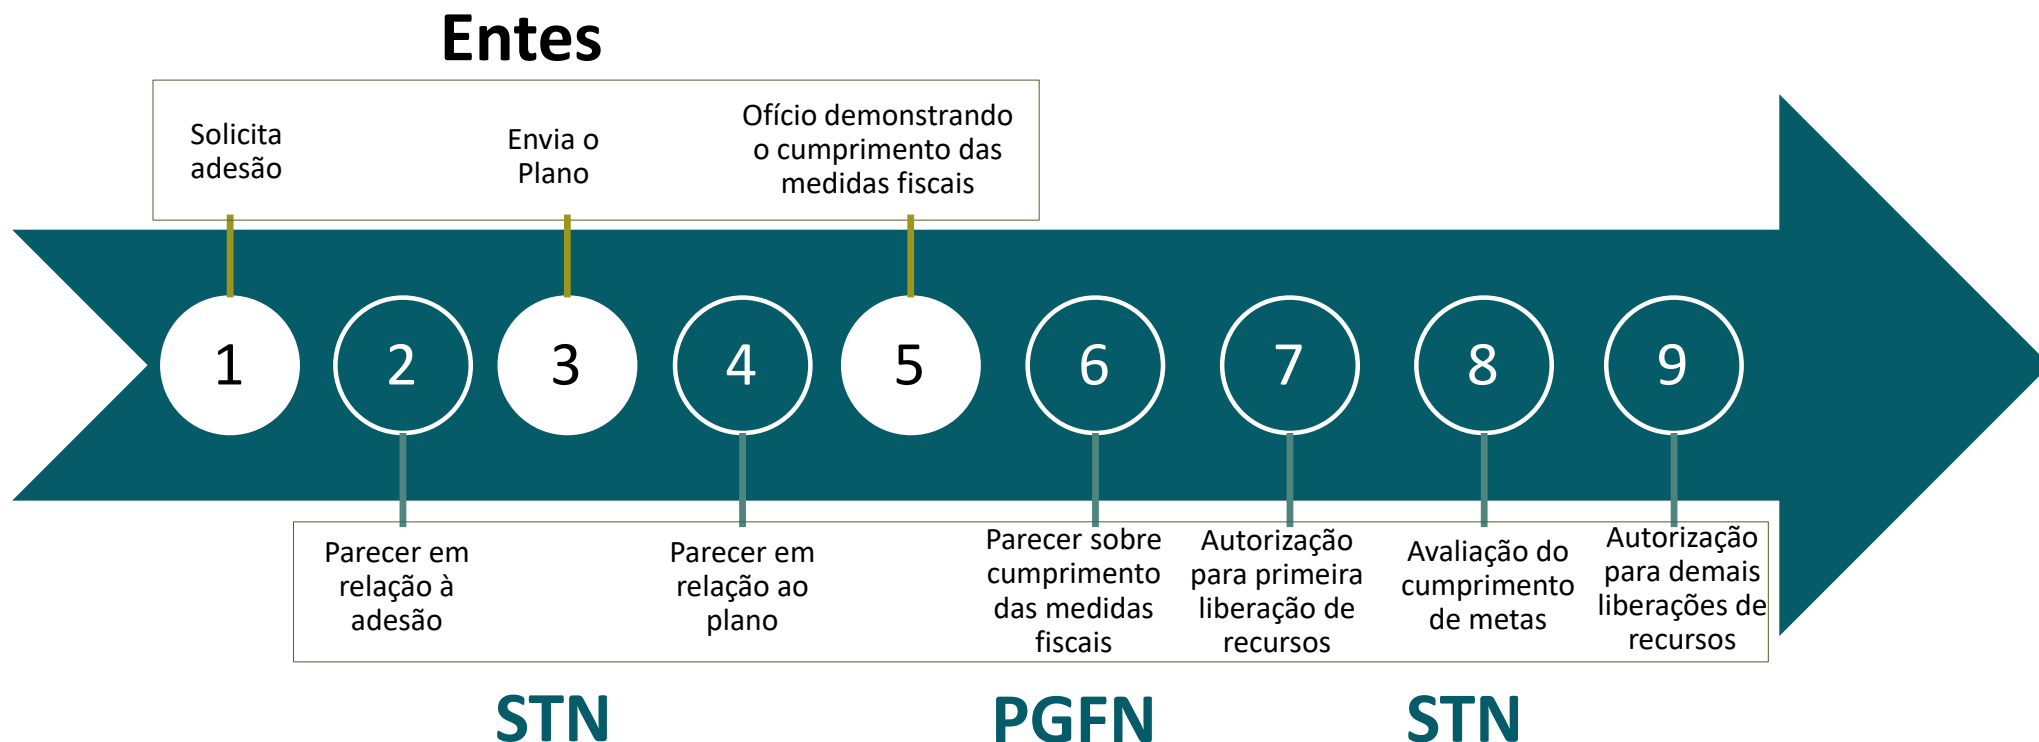 Entes
Solicita
adesão
Envia o
Plano
Ofício demonstrando
o cumprimento das
medidas fiscais
1
2
3
4
5
6
7
8
9
Parecer em
relação à
adesão
Parecer em
relação ao
plano
Parecer sobre
cumprimento
das medidas
fiscais
Autorização
para primeira
liberação de
recursos
Avaliação do
cumprimento
de metas
Autorização
para demais
liberações de
recursos
STN
PGFN
STN